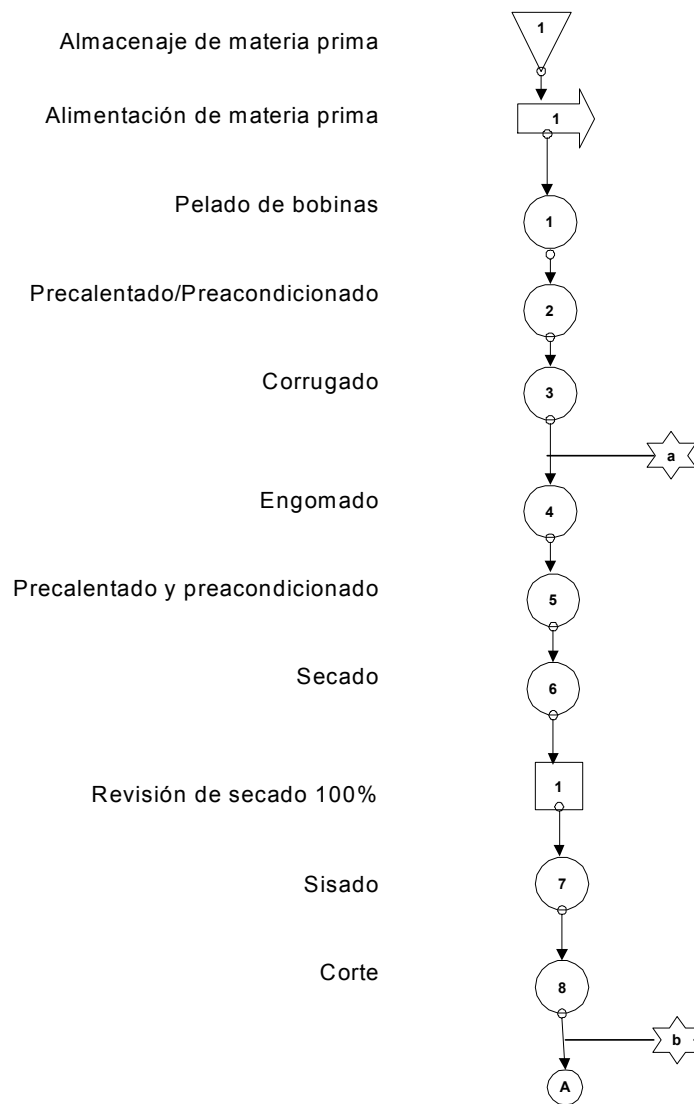 Almacenaje de materia prima
1
Alimentación de materia prima
1
Pelado de bobinas
1
Precalentado/Preacondicionado
2
Corrugado
3
a
Engomado
4
Precalentado y preacondicionado
5
Secado
6
Revisión de secado 100%
1
Sisado
7
Corte
8
b
A